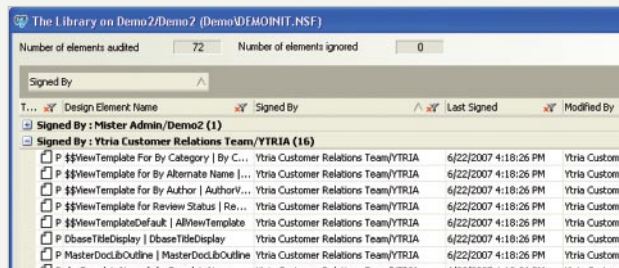 The Library on Demo2/Demo2 (Demo\DEMOINIT.NSF)
Number of elements audited 72 Number of elements ignored 0
Signed By
T... Design Element Name Signed By Last Signed Modified By
Signed By : Mister Admin/Demo2 (1)
Signed By : Ytria Customer Relations Team/YTRIA (16)
P $$ViewTemplate For By Category | By C... Ytria Customer Relations Team/YTRIA 6/22/2007 4:18:26 PM Ytria Custom
P $$ViewTemplate for By Alternate Name |... Ytria Customer Relations Team/YTRIA 6/22/2007 4:18:26 PM Ytria Custom
P $$ViewTemplate for By Author | AuthorV... Ytria Customer Relations Team/YTRIA 6/22/2007 4:18:26 PM Ytria Custom
P $$ViewTemplate for Review Status | Re... Ytria Customer Relations Team/YTRIA 6/22/2007 4:18:26 PM Ytria Custom
P $$ViewTemplateDefault | AllViewTemplate Ytria Customer Relations Team/YTRIA 6/22/2007 4:18:26 PM Ytria Custom
P DbaseTitleDisplay | DbaseTitleDisplay Ytria Customer Relations Team/YTRIA 6/22/2007 4:18:26 PM Ytria Custom
P MasterDocLibOutline | MasterDocLibOutline Ytria Customer Relations Team/YTRIA 6/22/2007 4:18:26 PM Ytria Custom